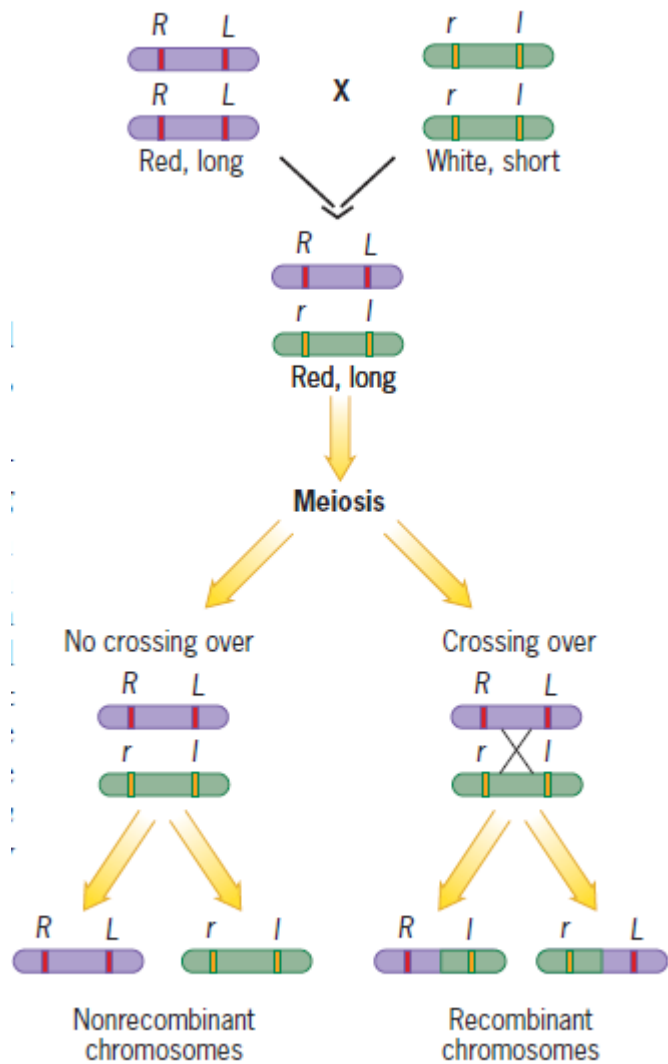 R L r l
R L X r l
Red, long White, short
R L
r l
Red, long
Meiosis
No crossing over Crossing over
R L R L
r l r l
R L r l R l r L
Nonrecombinant Recombinant
chromosomes chromosomes